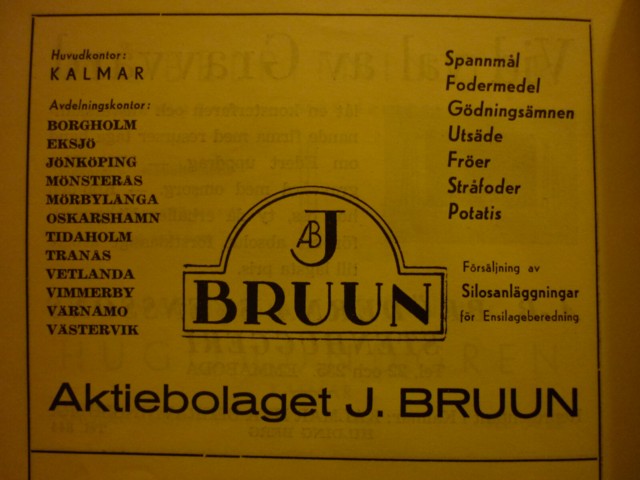 Huvudkontor:
KALMAR
Avdelningskontor:
BORGHOLM
EKSJÖ
JÖNKÖPING
MÖNSTERÅS
MÖRBYLÅNGA
OSKARSHAMN
TIDAHOLM
TRANÅS
VETLANDA
VIMMERBY
VÄRNAMO
VÄSTERVIK
Spannmål
Fodermedel
Gödningsämnen
Utsäde
Fröer
Stråfoder
Potatis
AB J
BRUUN
Försäljning av
Silosanläggningar
för Ensilageberedning
Aktiebolaget J. BRUUN